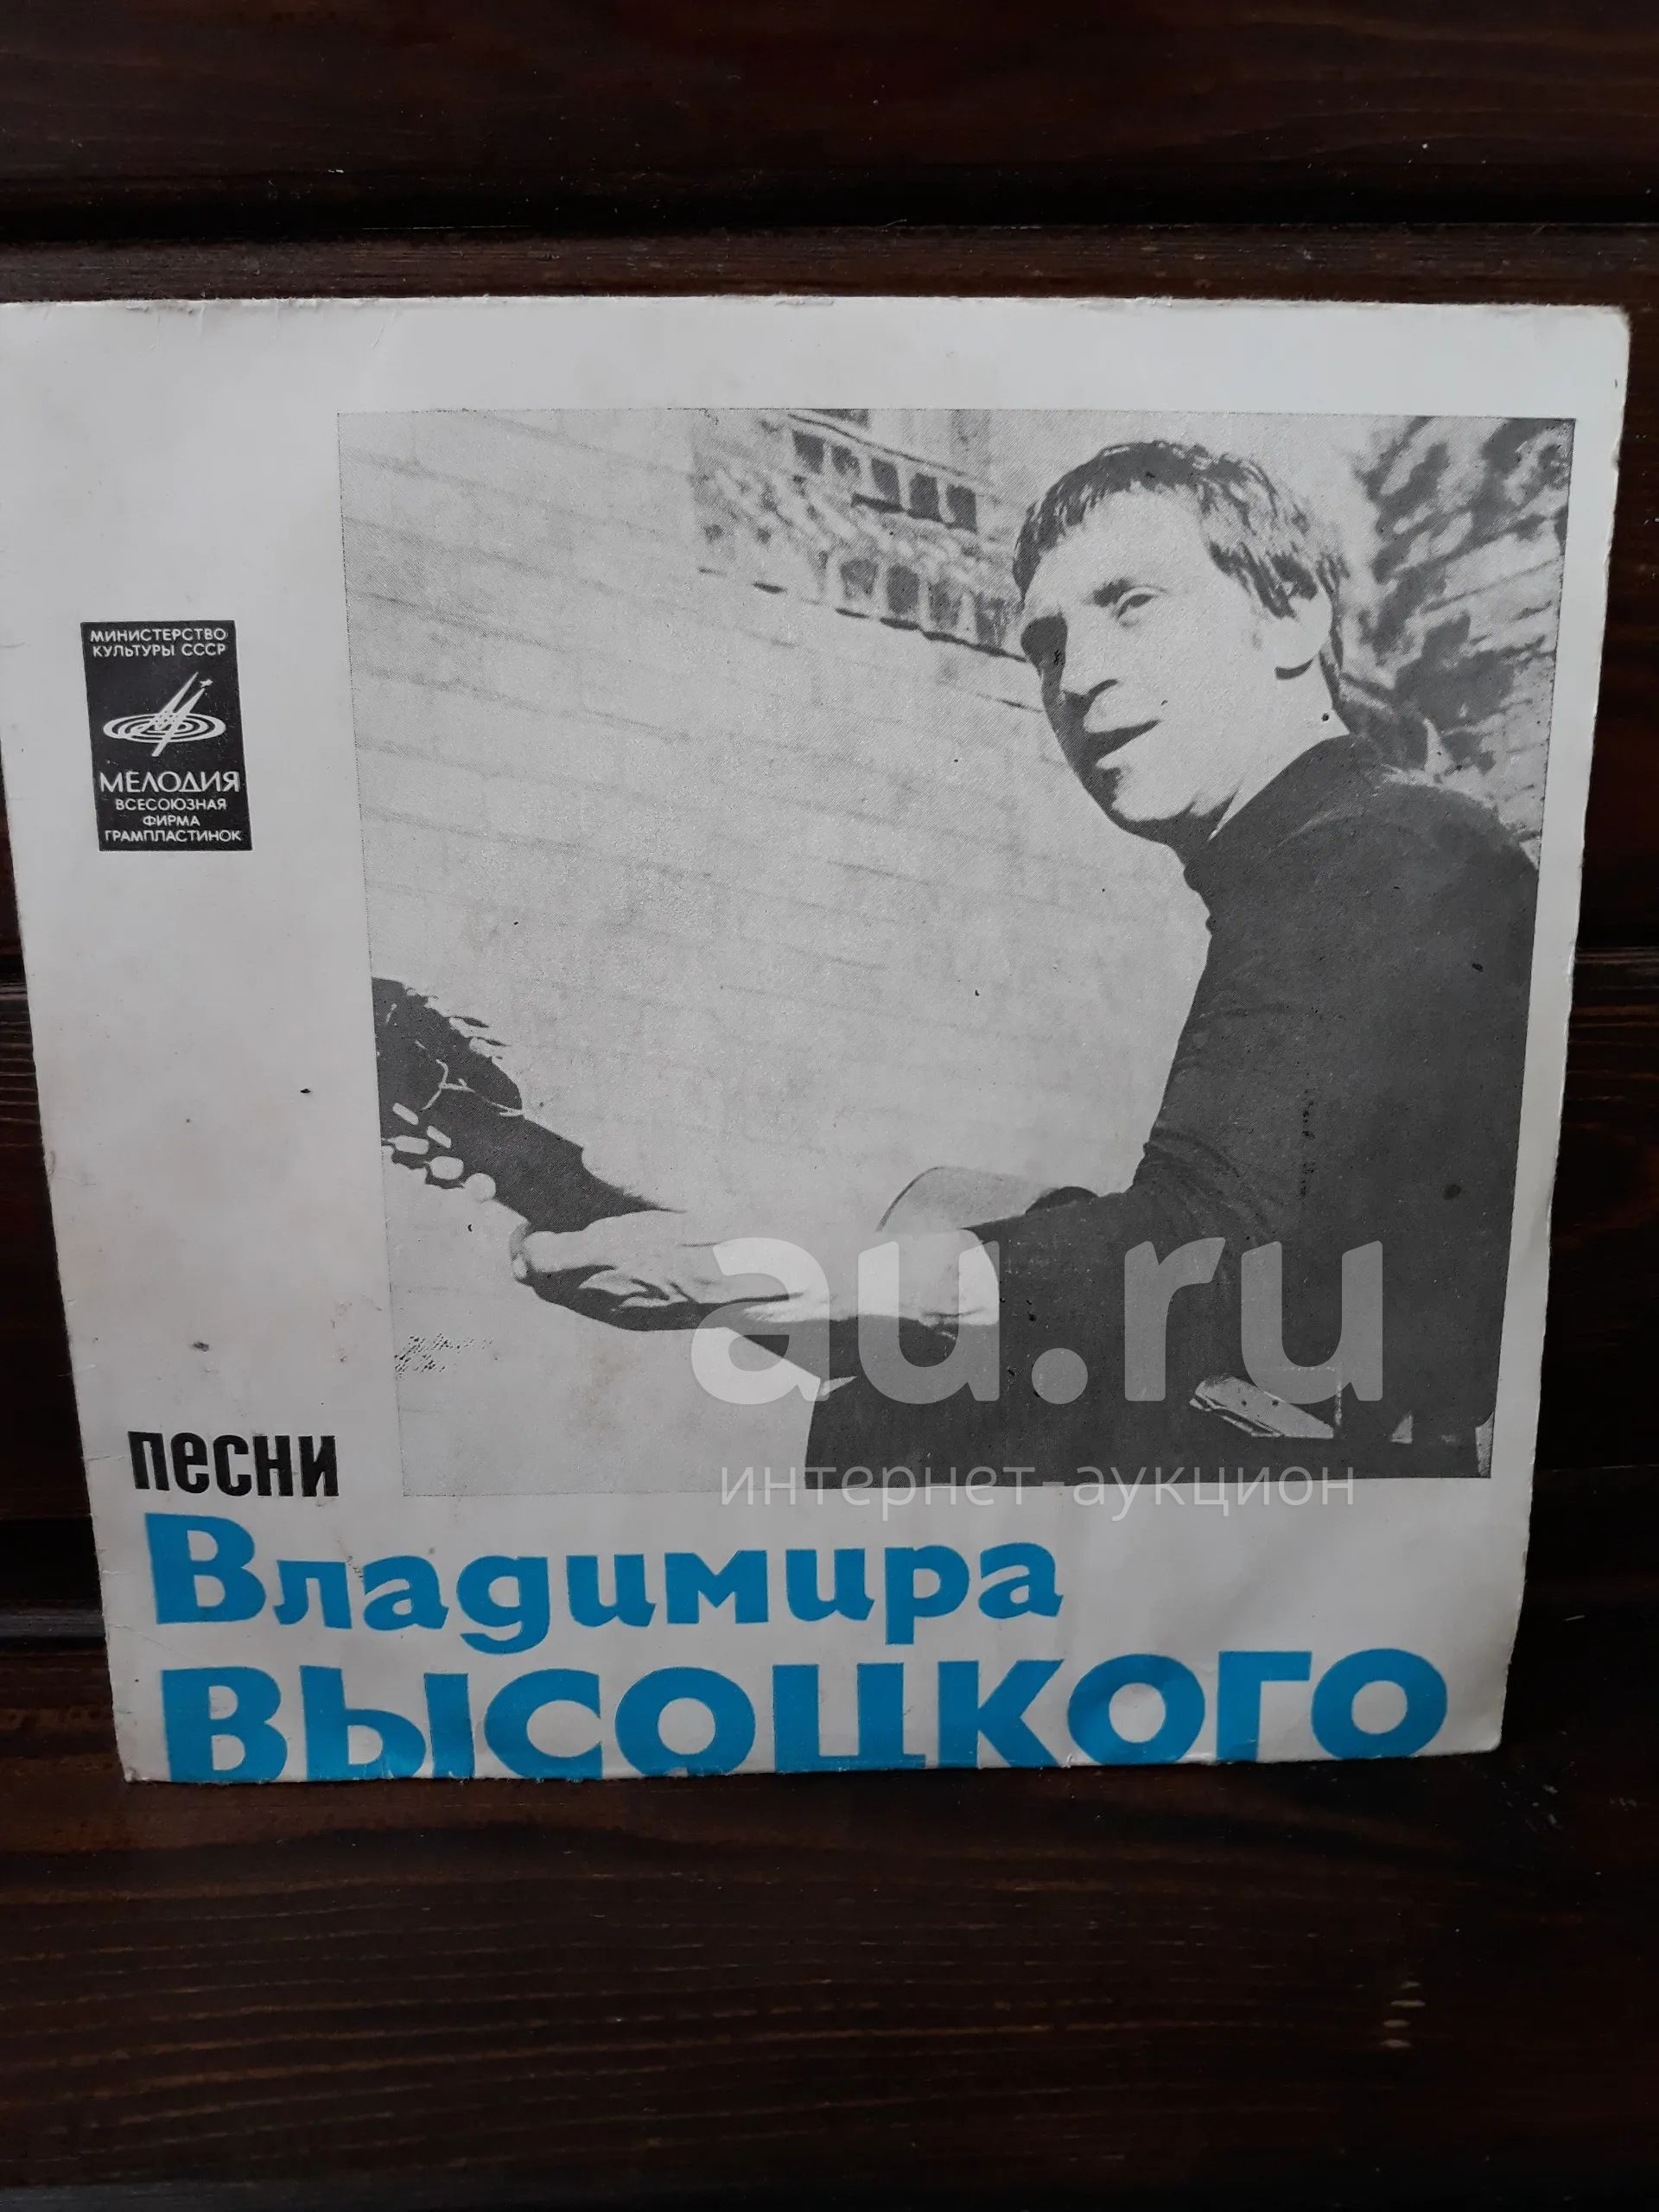 МИНИСТЕРСТВО
КУЛЬТУРЫ СССР
МЕЛОДИЯ
ВСЕСОЮЗНАЯ
ФИРМА
ГРАМПЛАСТИНОК
au.ru
интернет-аукцион
песни
Владимира
ВЫСОЦКОГО